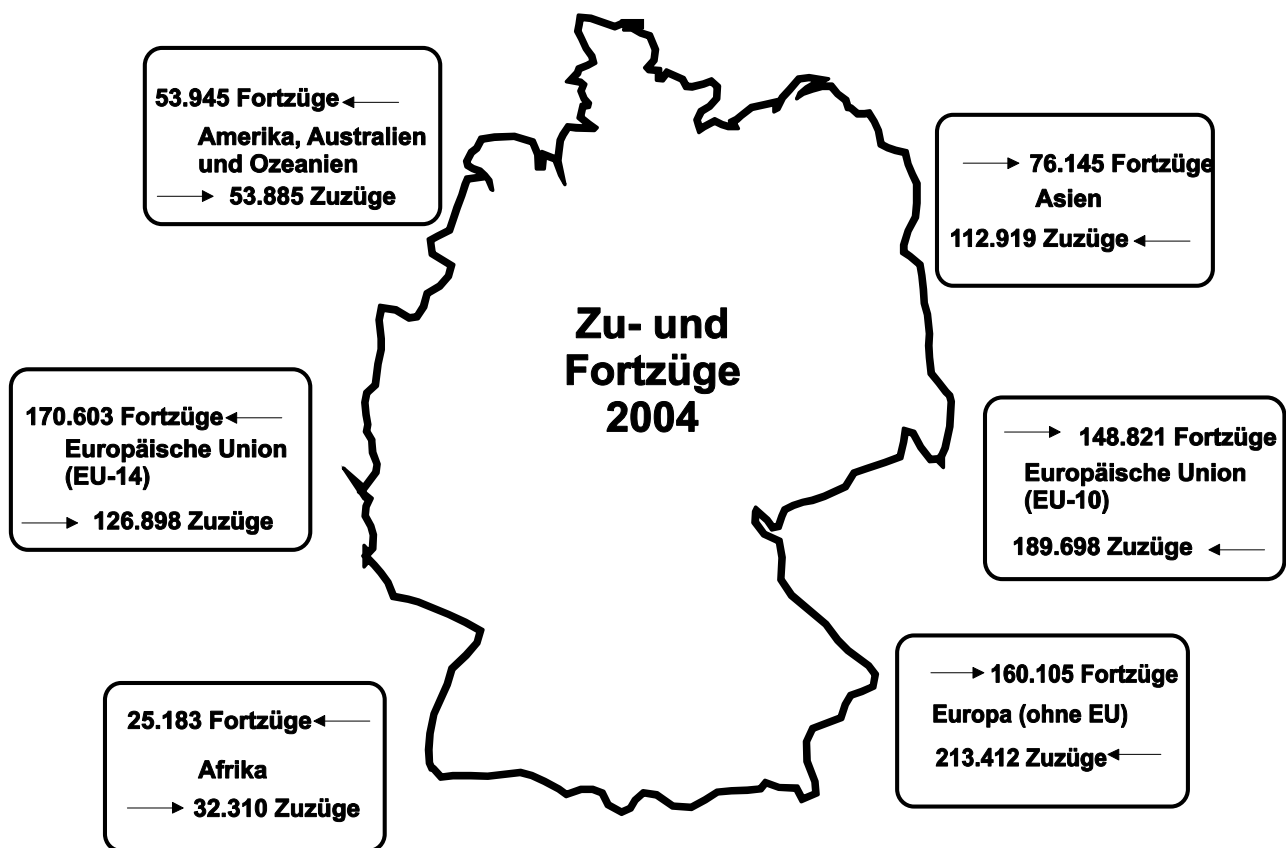 53.945 Fortzüge
Amerika, Australien
und Ozeanien
53.885 Zuzüge
76.145 Fortzüge
Asien
112.919 Zuzüge
Zu- und
Fortzüge
2004
170.603 Fortzüge
Europäische Union
(EU-14)
126.898 Zuzüge
148.821 Fortzüge
Europäische Union
(EU-10)
189.698 Zuzüge
25.183 Fortzüge
Afrika
32.310 Zuzüge
160.105 Fortzüge
Europa (ohne EU)
213.412 Zuzüge